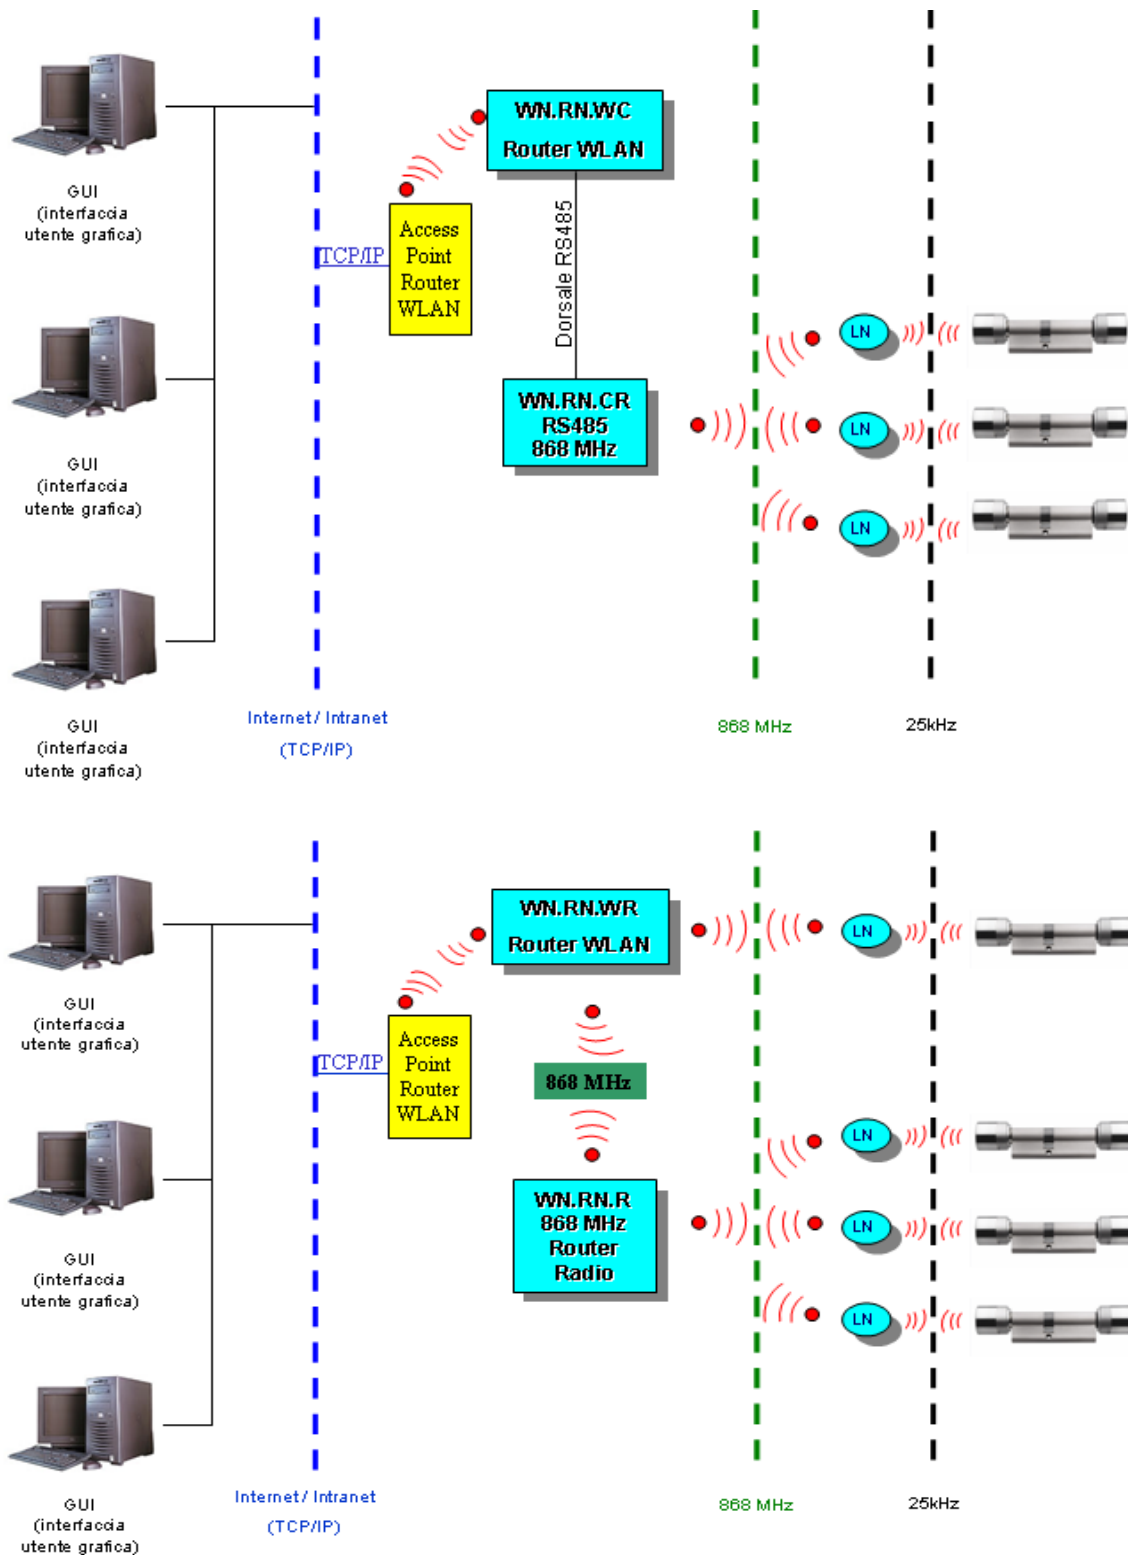 WN.RN.WC
Router WLAN
GUI
(interfaccia
utente grafica)
Access
Point
Router
WLAN
TCP/IP
Dorsale RS485
LN
WN.RN.CR
RS485
868 MHz
LN
GUI
(interfaccia
utente grafica)
LN
GUI
(interfaccia
utente grafica)
Internet / Intranet
(TCP/IP)
868 MHz
25kHz
WN.RN.WR
Router WLAN
LN
GUI
(interfaccia
utente grafica)
Access
Point
Router
WLAN
TCP/IP
868 MHz
LN
WN.RN.R
868 MHz
Router
Radio
LN
GUI
(interfaccia
utente grafica)
LN
GUI
(interfaccia
utente grafica)
Internet / Intranet
(TCP/IP)
868 MHz
25kHz